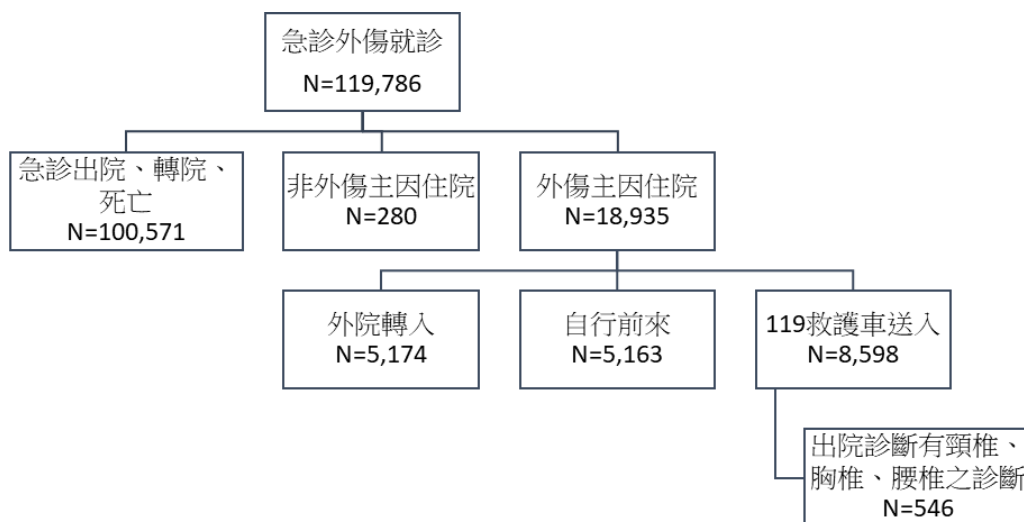 急診外傷就診
N=119,786
急診出院、轉院、
死亡
N=100,571
非外傷主因住院
N=280
外傷主因住院
N=18,935
外院轉入
N=5,174
自行前來
N=5,163
119救護車送入
N=8,598
出院診斷有頸椎、
胸椎、腰椎之診斷
N=546